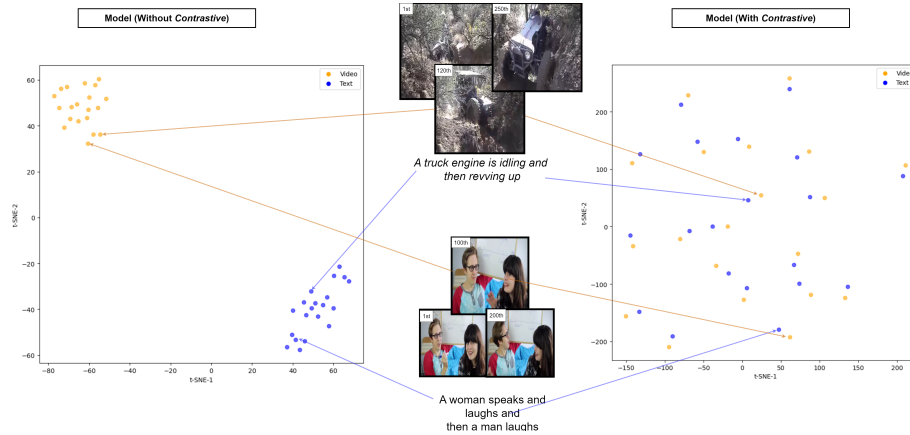 Model (Without Contrastive)
Model (With Contrastive)
1st
250th
120th
Video
Text
60
40
20
0
−20
−40
−60
t-SNE-2
−80
−60
−40
−20
0
20
40
60
t-SNE-1
A truck engine is idling and
then revving up
100th
1st
200th
A woman speaks and
laughs and
then a man laughs
Video
Text
200
100
0
−100
−200
t-SNE-2
−150
−100
−50
0
50
100
150
200
t-SNE-1